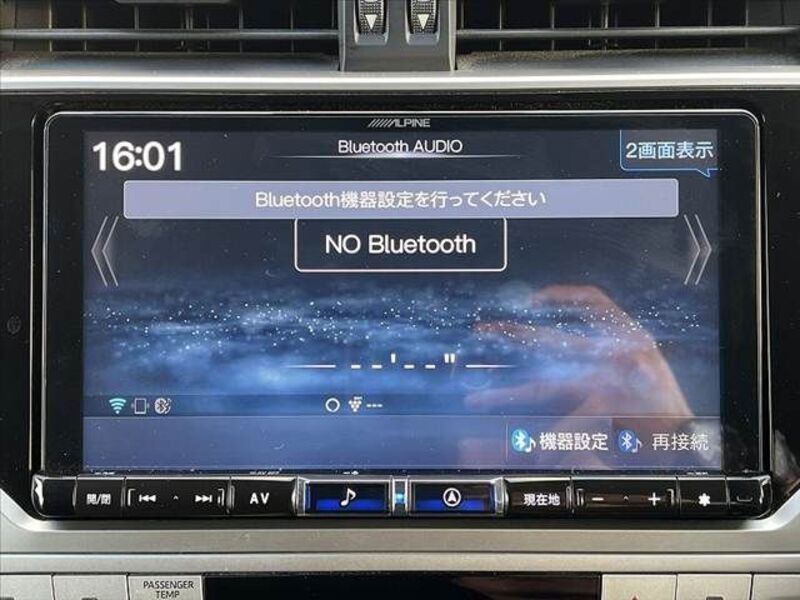 ALPINE
16:01
Bluetooth AUDIO
2画面表示
Bluetooth機器設定を行ってください
NO Bluetooth
- - ' - - "
---
機器設定
再接続
開/閉
AV
現在地
PASSENGER
TEMP